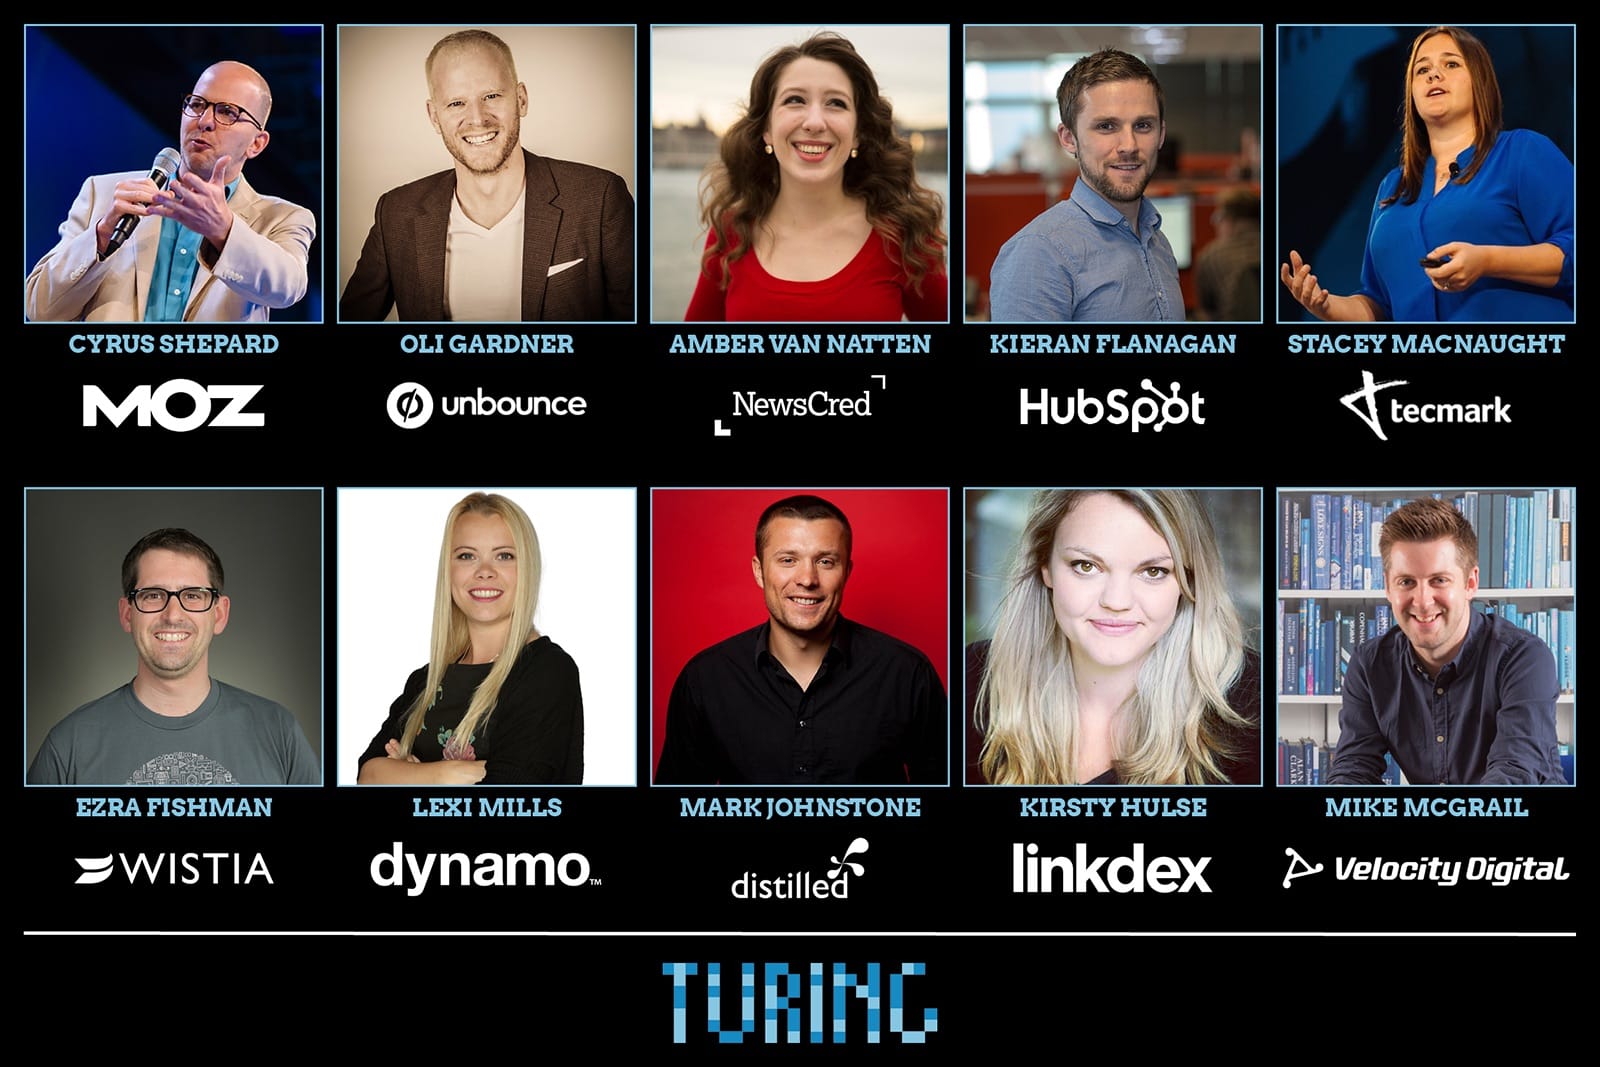 CYRUS SHEPARD
OLI GARDNER
AMBER VAN NATTEN
KIERAN FLANAGAN
STACEY MACNAUGHT
MOZ
unbounce
NewsCred
HubSpot
tecmark
EZRA FISHMAN
LEXI MILLS
MARK JOHNSTONE
KIRSTY HULSE
MIKE MCGRAIL
WISTIA
dynamo™
distilled
linkdex
Velocity Digital
TURING